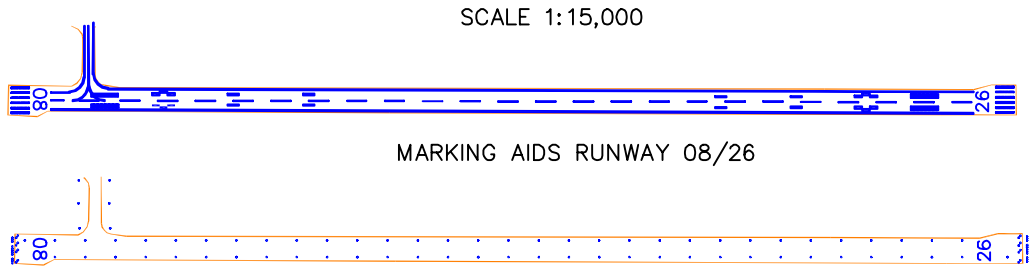 SCALE 1:15,000
08 26
MARKING AIDS RUNWAY 08/26
08 26